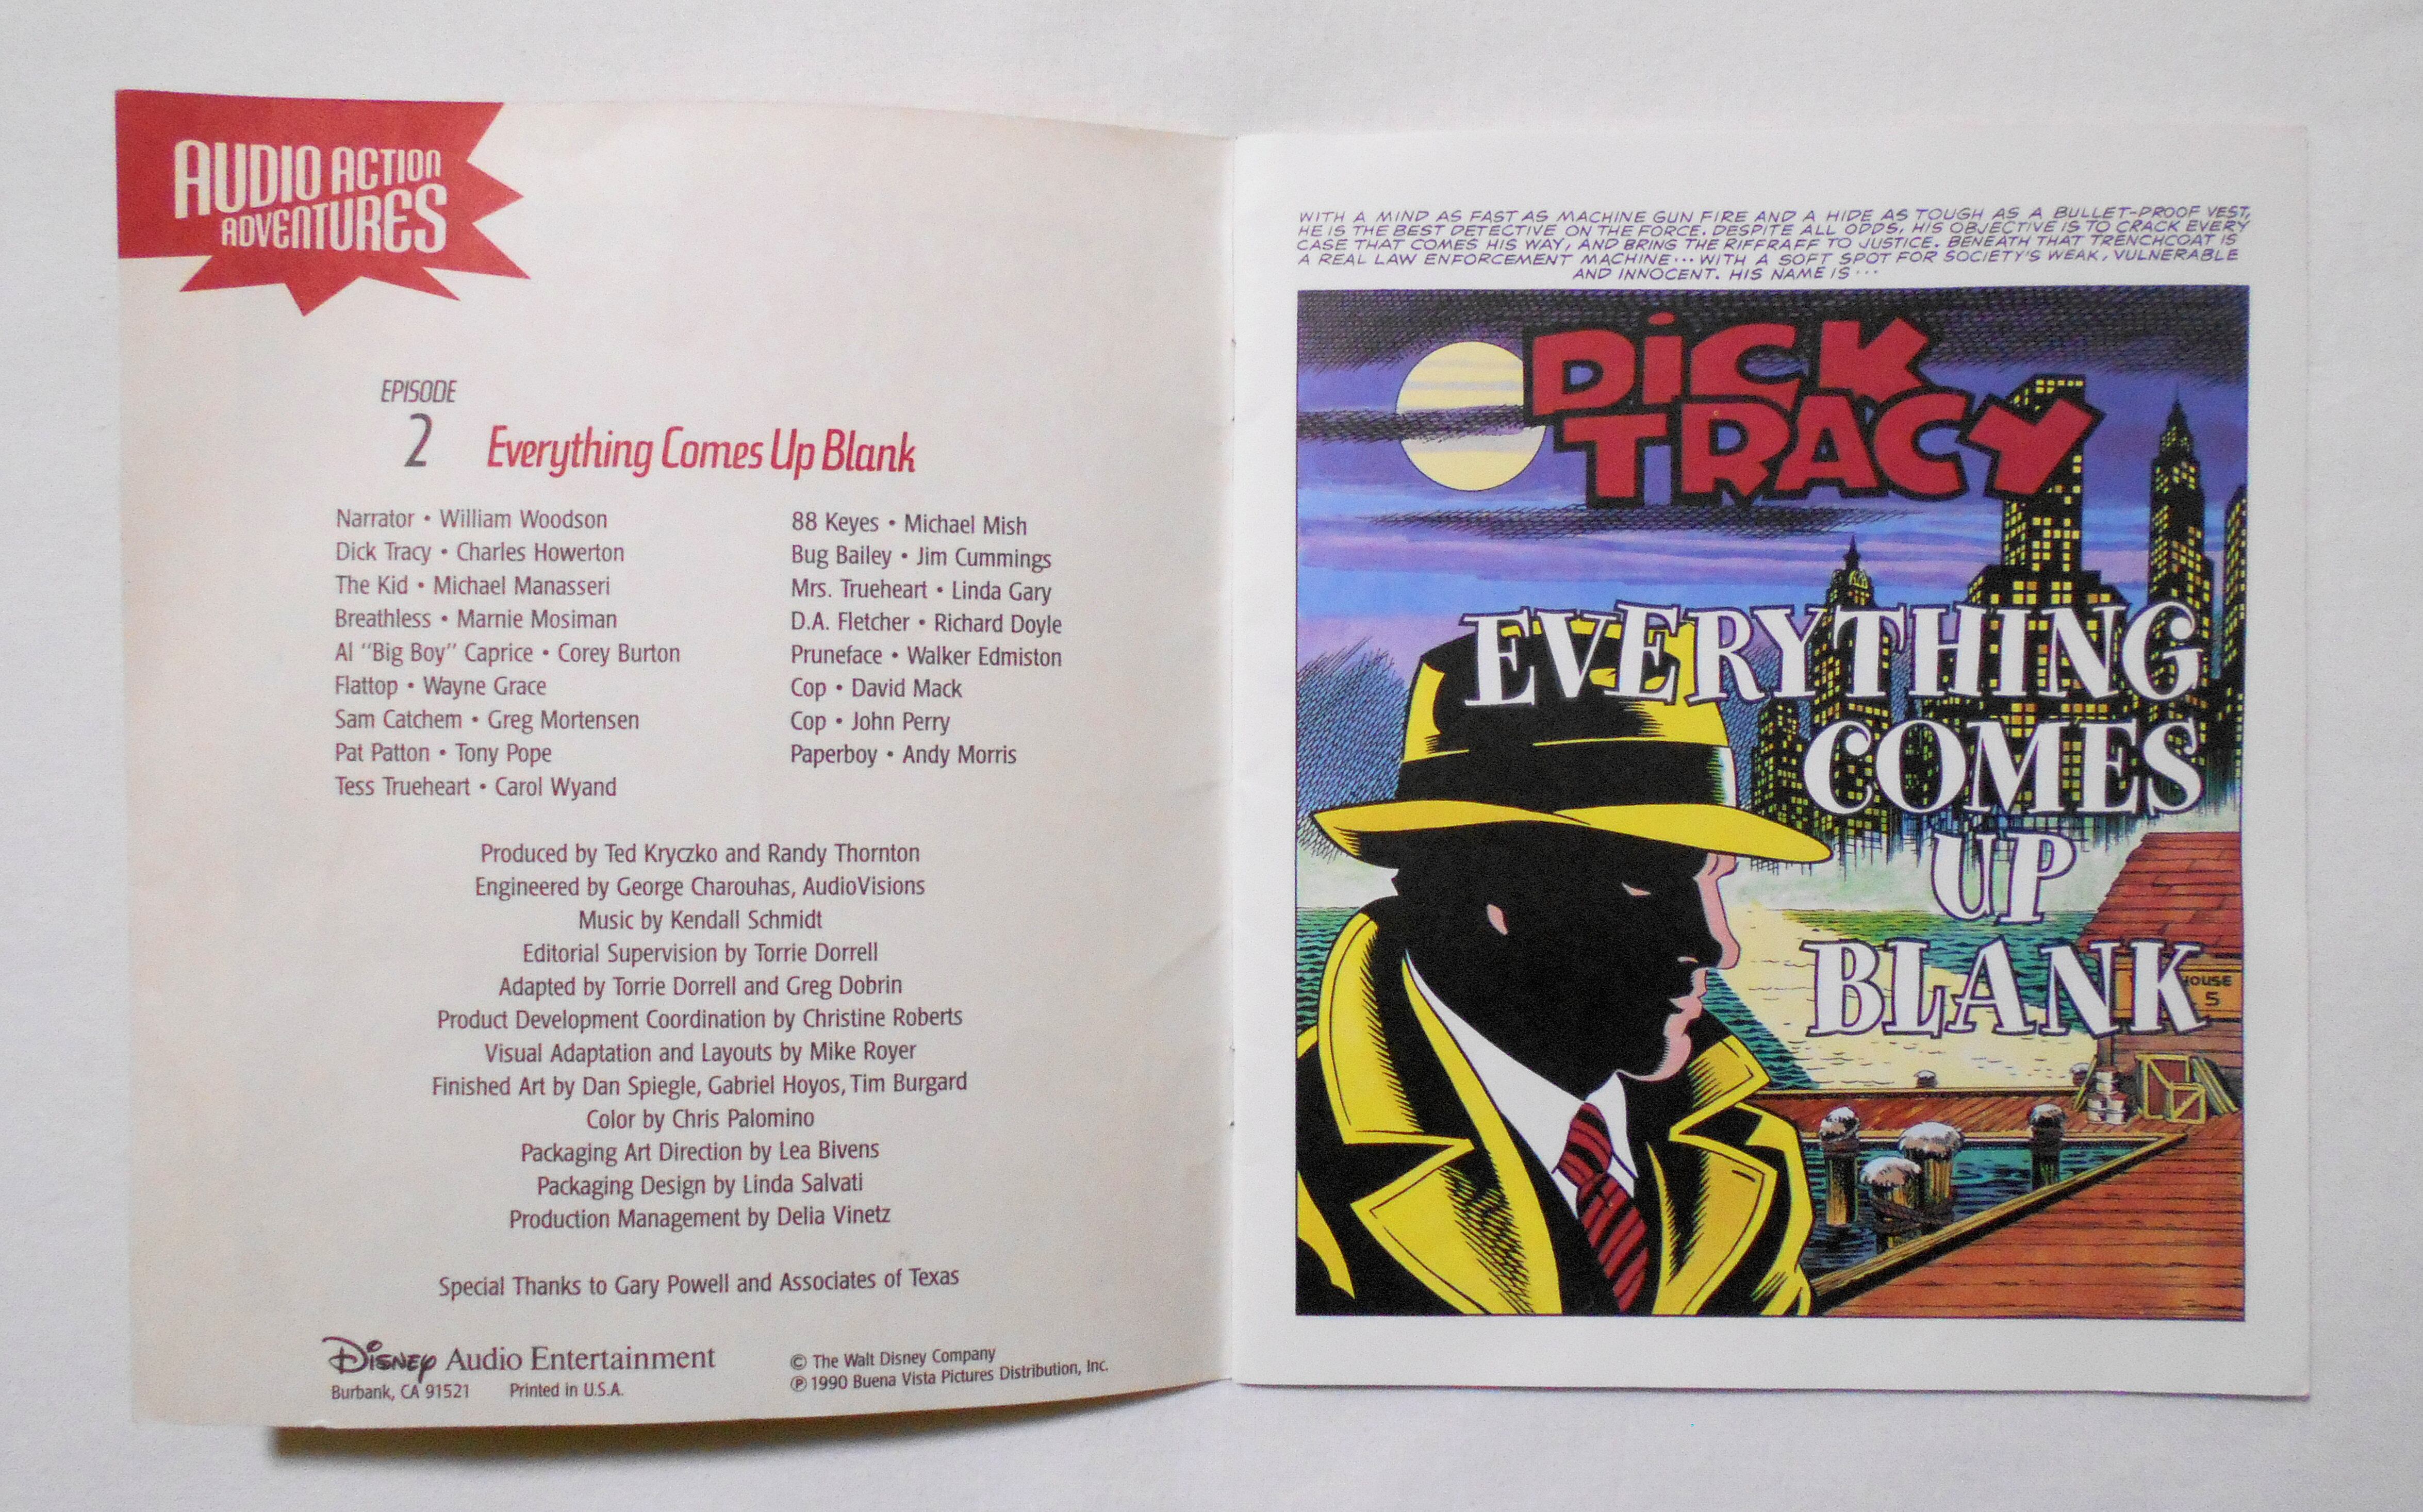 AUDIO ACTION
ADVENTURES
EPISODE
2
Everything Comes Up Blank
Narrator • William Woodson
Dick Tracy • Charles Howerton
The Kid • Michael Manasseri
Breathless • Marnie Mosiman
Al "Big Boy" Caprice • Corey Burton
Flattop • Wayne Grace
Sam Catchem • Greg Mortensen
Pat Patton • Tony Pope
Tess Trueheart • Carol Wyand
88 Keyes • Michael Mish
Bug Bailey • Jim Cummings
Mrs. Trueheart • Linda Gary
D.A. Fletcher • Richard Doyle
Pruneface • Walker Edmiston
Cop • David Mack
Cop • John Perry
Paperboy • Andy Morris
Produced by Ted Kryczko and Randy Thornton
Engineered by George Charouhas, AudioVisions
Music by Kendall Schmidt
Editorial Supervision by Torrie Dorrell
Adapted by Torrie Dorrell and Greg Dobrin
Product Development Coordination by Christine Roberts
Visual Adaptation and Layouts by Mike Royer
Finished Art by Dan Spiegle, Gabriel Hoyos, Tim Burgard
Color by Chris Palomino
Packaging Art Direction by Lea Bivens
Packaging Design by Linda Salvati
Production Management by Delia Vinetz
Special Thanks to Gary Powell and Associates of Texas
Disney Audio Entertainment
Burbank, CA 91521 Printed in U.S.A.
© The Walt Disney Company
℗ 1990 Buena Vista Pictures Distribution, Inc.
WITH A MIND AS FAST AS MACHINE GUN FIRE AND A HIDE AS TOUGH AS A BULLET-PROOF VEST,
HE IS THE BEST DETECTIVE ON THE FORCE. DESPITE ALL ODDS, HIS OBJECTIVE IS TO CRACK EVERY
CASE THAT COMES HIS WAY, AND BRING THE RIFFRAFF TO JUSTICE. BENEATH THAT TRENCHCOAT IS
A REAL LAW ENFORCEMENT MACHINE... WITH A SOFT SPOT FOR SOCIETY'S WEAK, VULNERABLE
AND INNOCENT. HIS NAME IS...
DICK
TRACY
EVERYTHING
COMES
UP
BLANK
OUSE
5